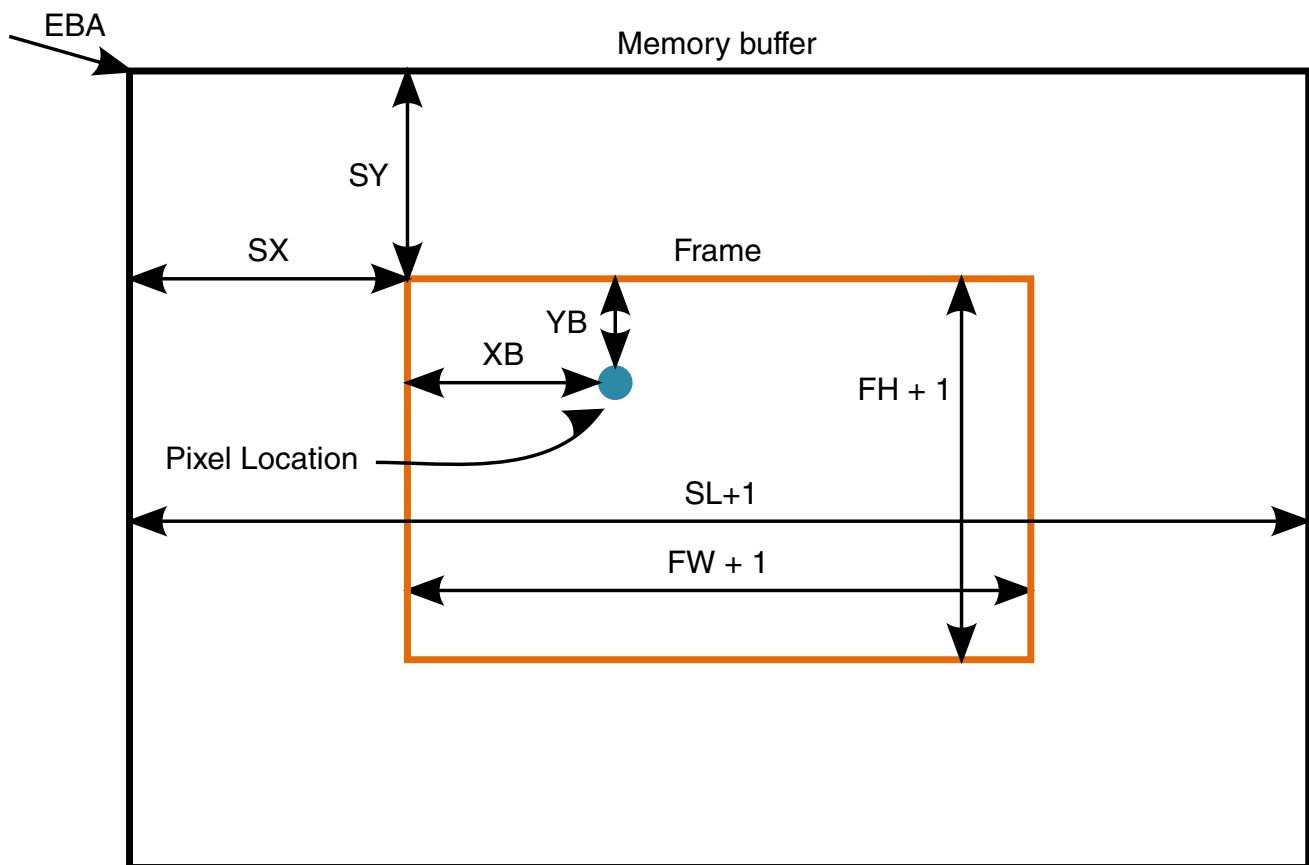 EBA
Memory buffer
SY
SX
Frame
YB
XB
FH + 1
Pixel Location
SL+1
FW + 1